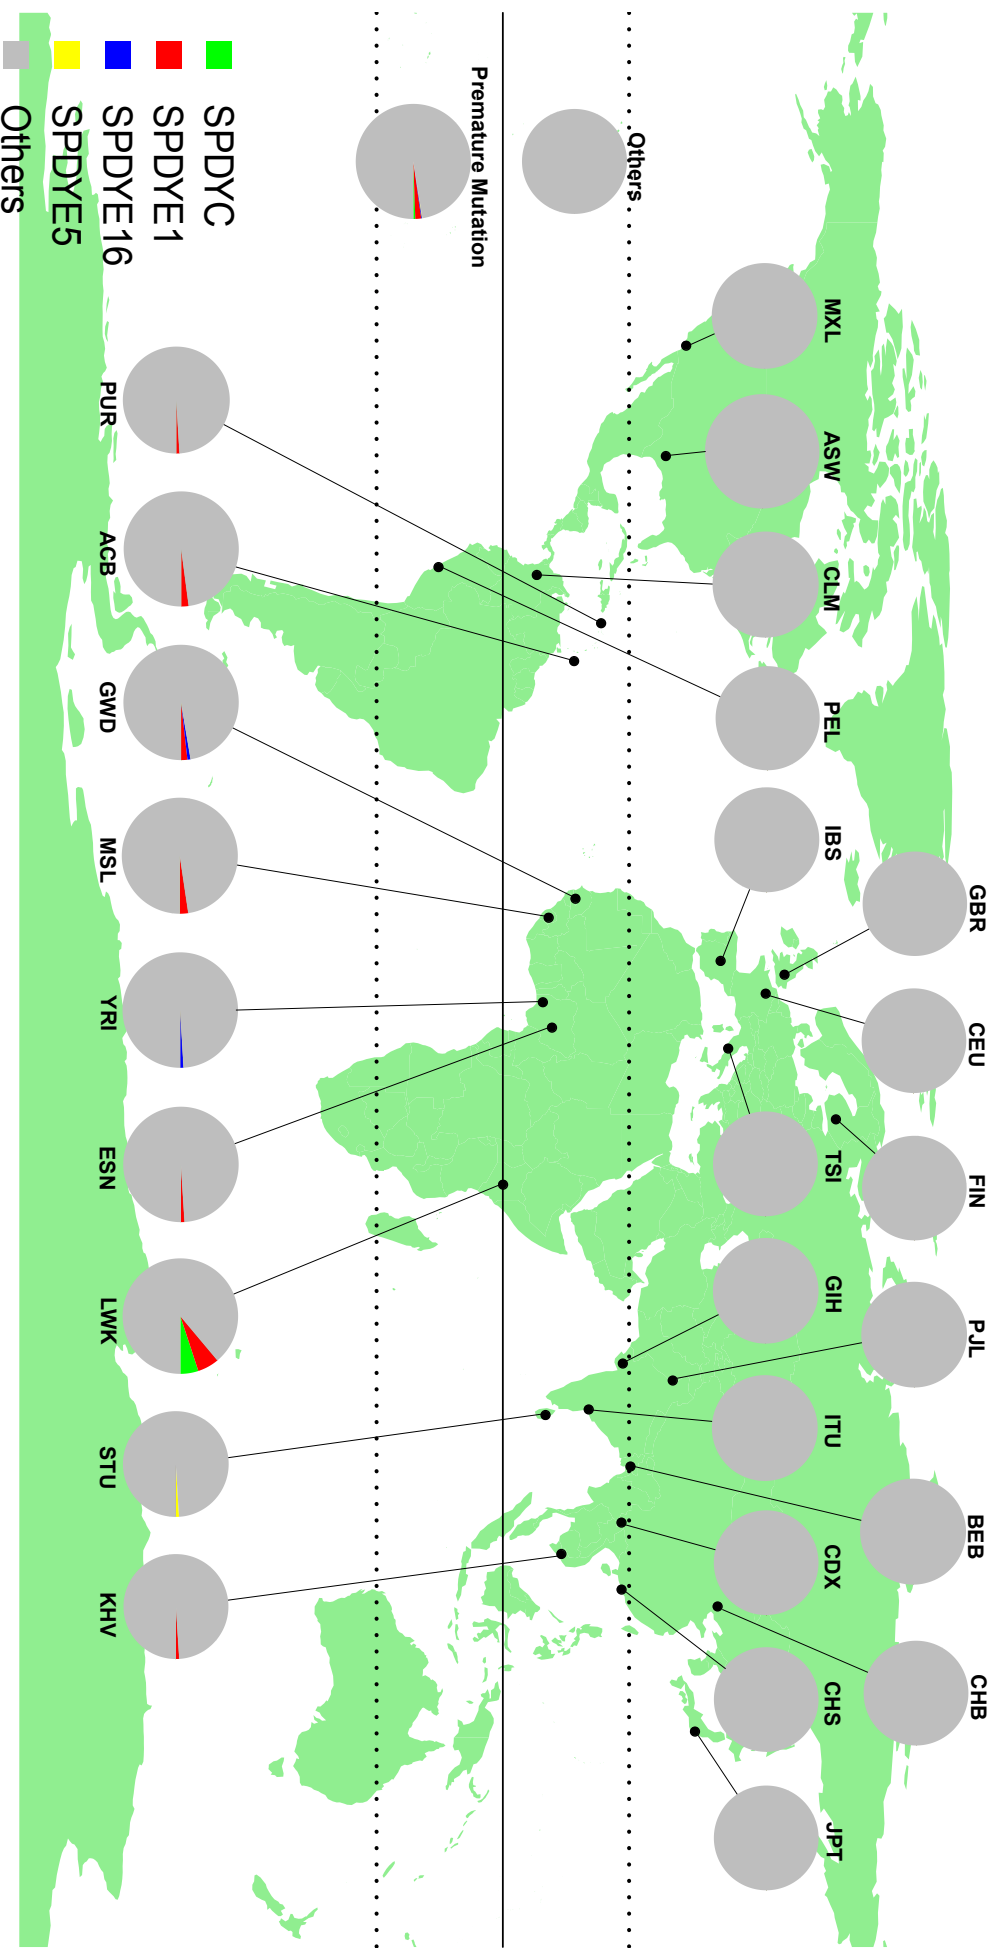 GBR
CEU
FIN
PJL
BEB
CHB
MXL
ASW
CLM
PEL
IBS
TSI
GIH
ITU
CDX
CHS
JPT
Others
Premature Mutation
PUR
ACB
GWD
MSL
YRI
ESN
LWK
STU
KHV
SPDYC
SPDYE1
SPDYE16
SPDYE5
Others